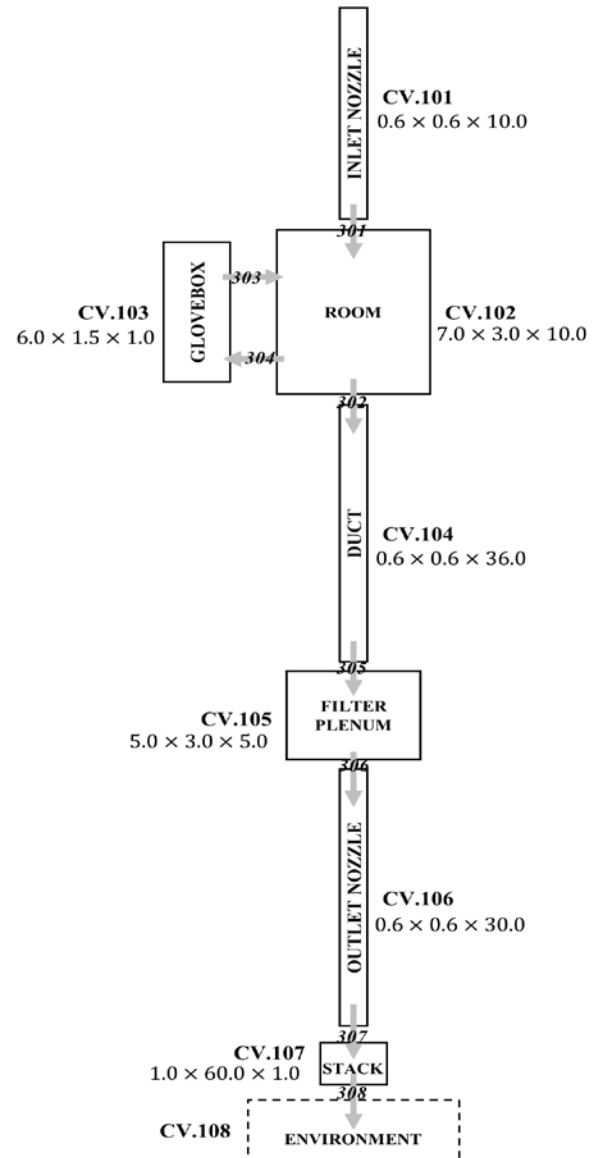 INLET NOZZLE
CV.101
0.6 × 0.6 × 10.0
301
GLOVEBOX
CV.103
6.0 × 1.5 × 1.0
303
304
ROOM
CV.102
7.0 × 3.0 × 10.0
302
DUCT
CV.104
0.6 × 0.6 × 36.0
305
FILTER
PLENUM
CV.105
5.0 × 3.0 × 5.0
306
OUTLET NOZZLE
CV.106
0.6 × 0.6 × 30.0
307
CV.107
1.0 × 60.0 × 1.0
STACK
308
CV.108
ENVIRONMENT